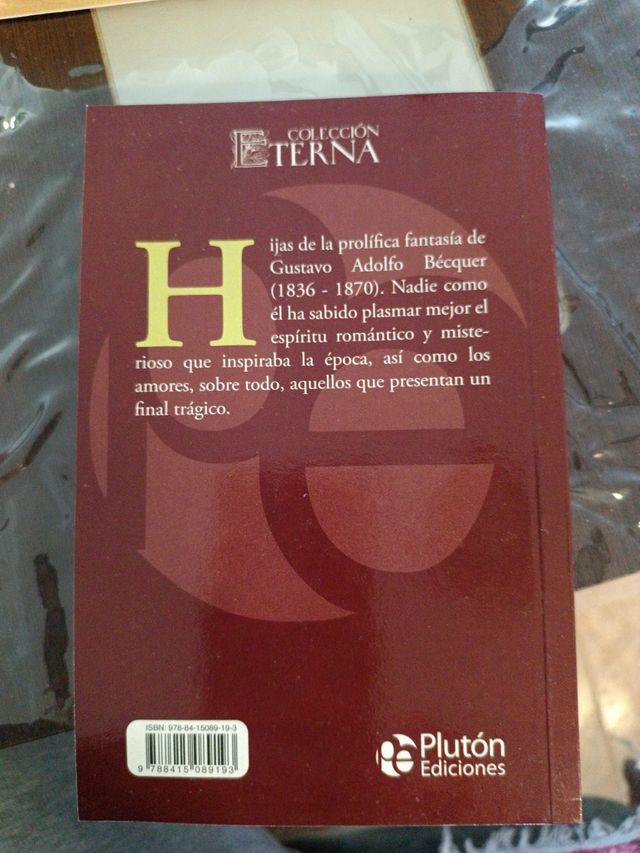 COLECCIÓN
ETERNA
Hijas de la prolífica fantasía de
Gustavo Adolfo Bécquer
(1836 - 1870). Nadie como
él ha sabido plasmar mejor el
espíritu romántico y miste-
rioso que inspiraba la época, así como los
amores, sobre todo, aquellos que presentan un
final trágico.
ISBN: 978-84-15089-19-3
9 788415 089193
pe Plutón
Ediciones